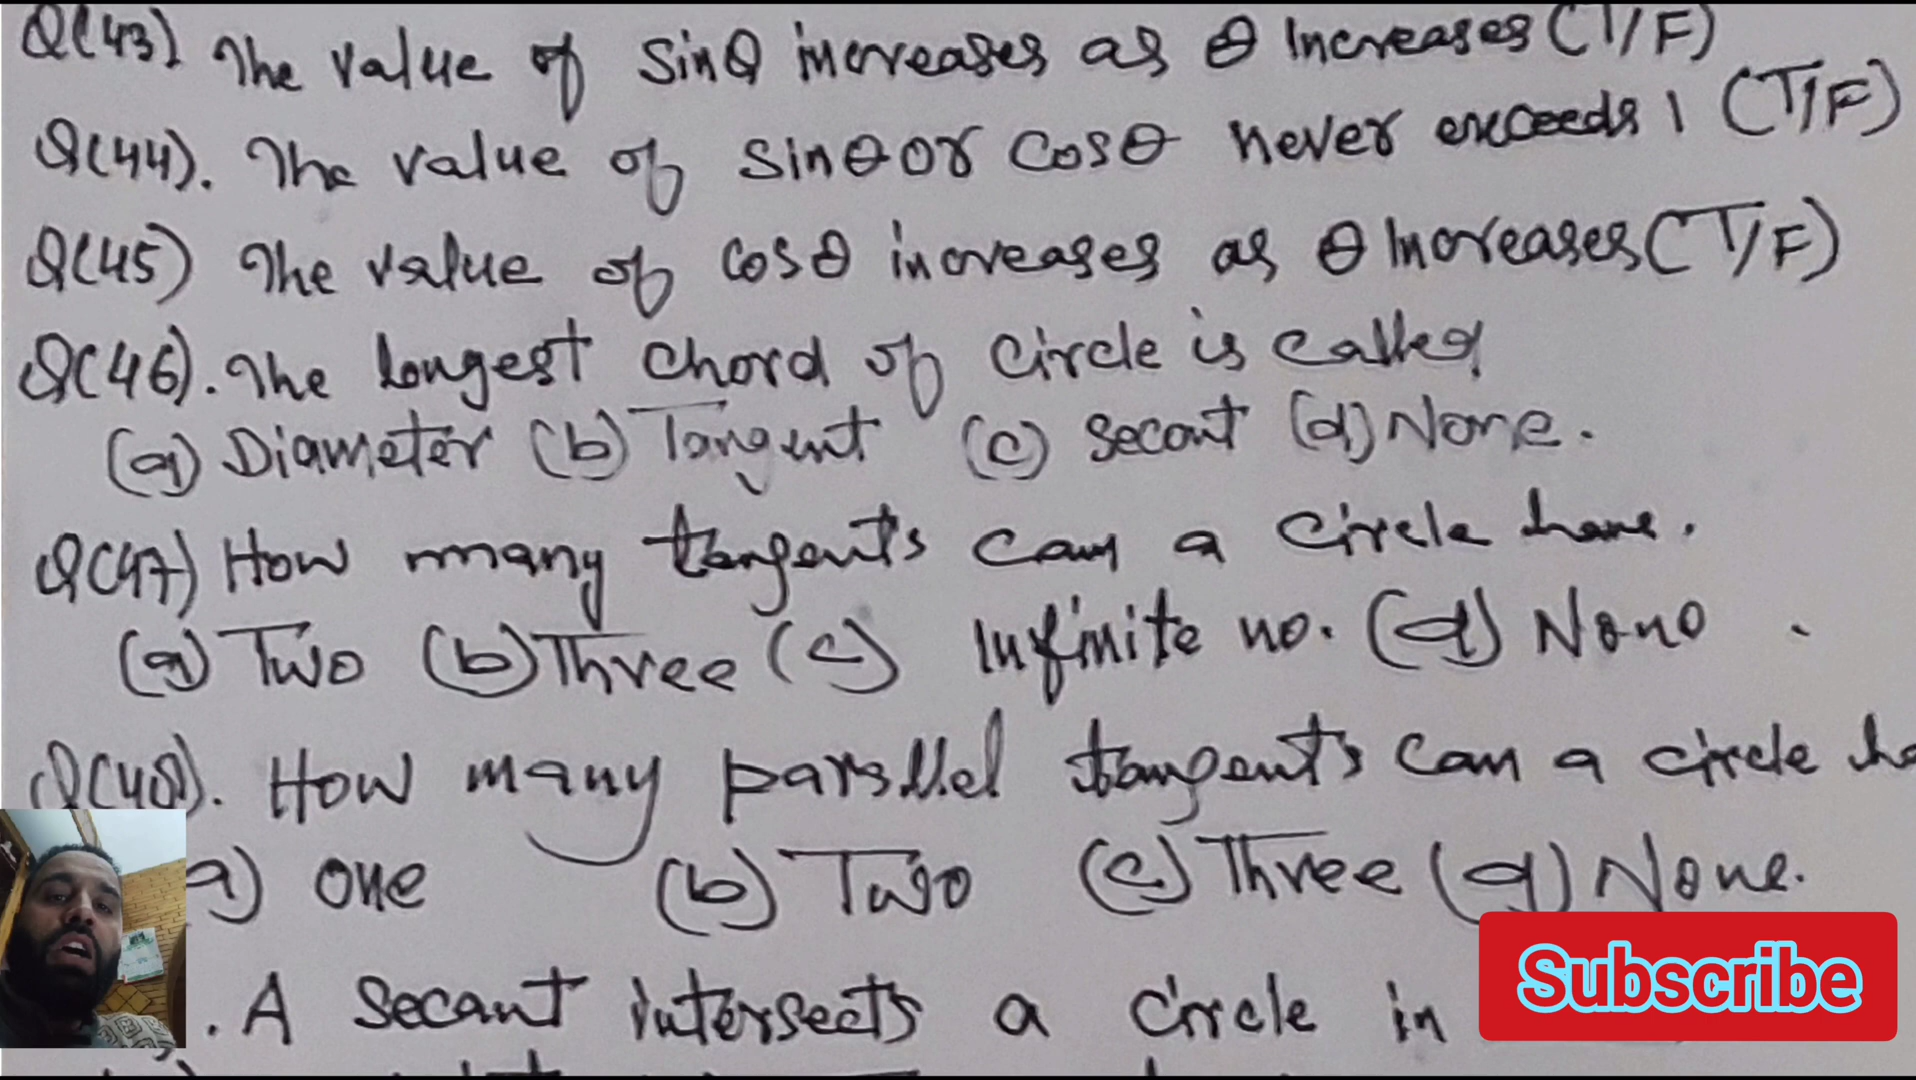 Q(43). The value of Sinθ increases as θ Increases (T/F)
Q(44). The value of Sinθ or Cosθ never exceeds 1 (T/F)
Q(45) The value of Cosθ increases as θ Increases (T/F)
Q(46). The longest chord of Circle is called
(a) Diameter (b) Tangent (c) Secant (d) None.
Q(47) How many tangents can a Circle have.
(a) Two (b) Three (c) Infinite no. (d) None
Q(48). How many parallel tangents can a circle
a) One (b) Two (c) Three (d) None.
. A Secant intersects a Circle in
Subscribe